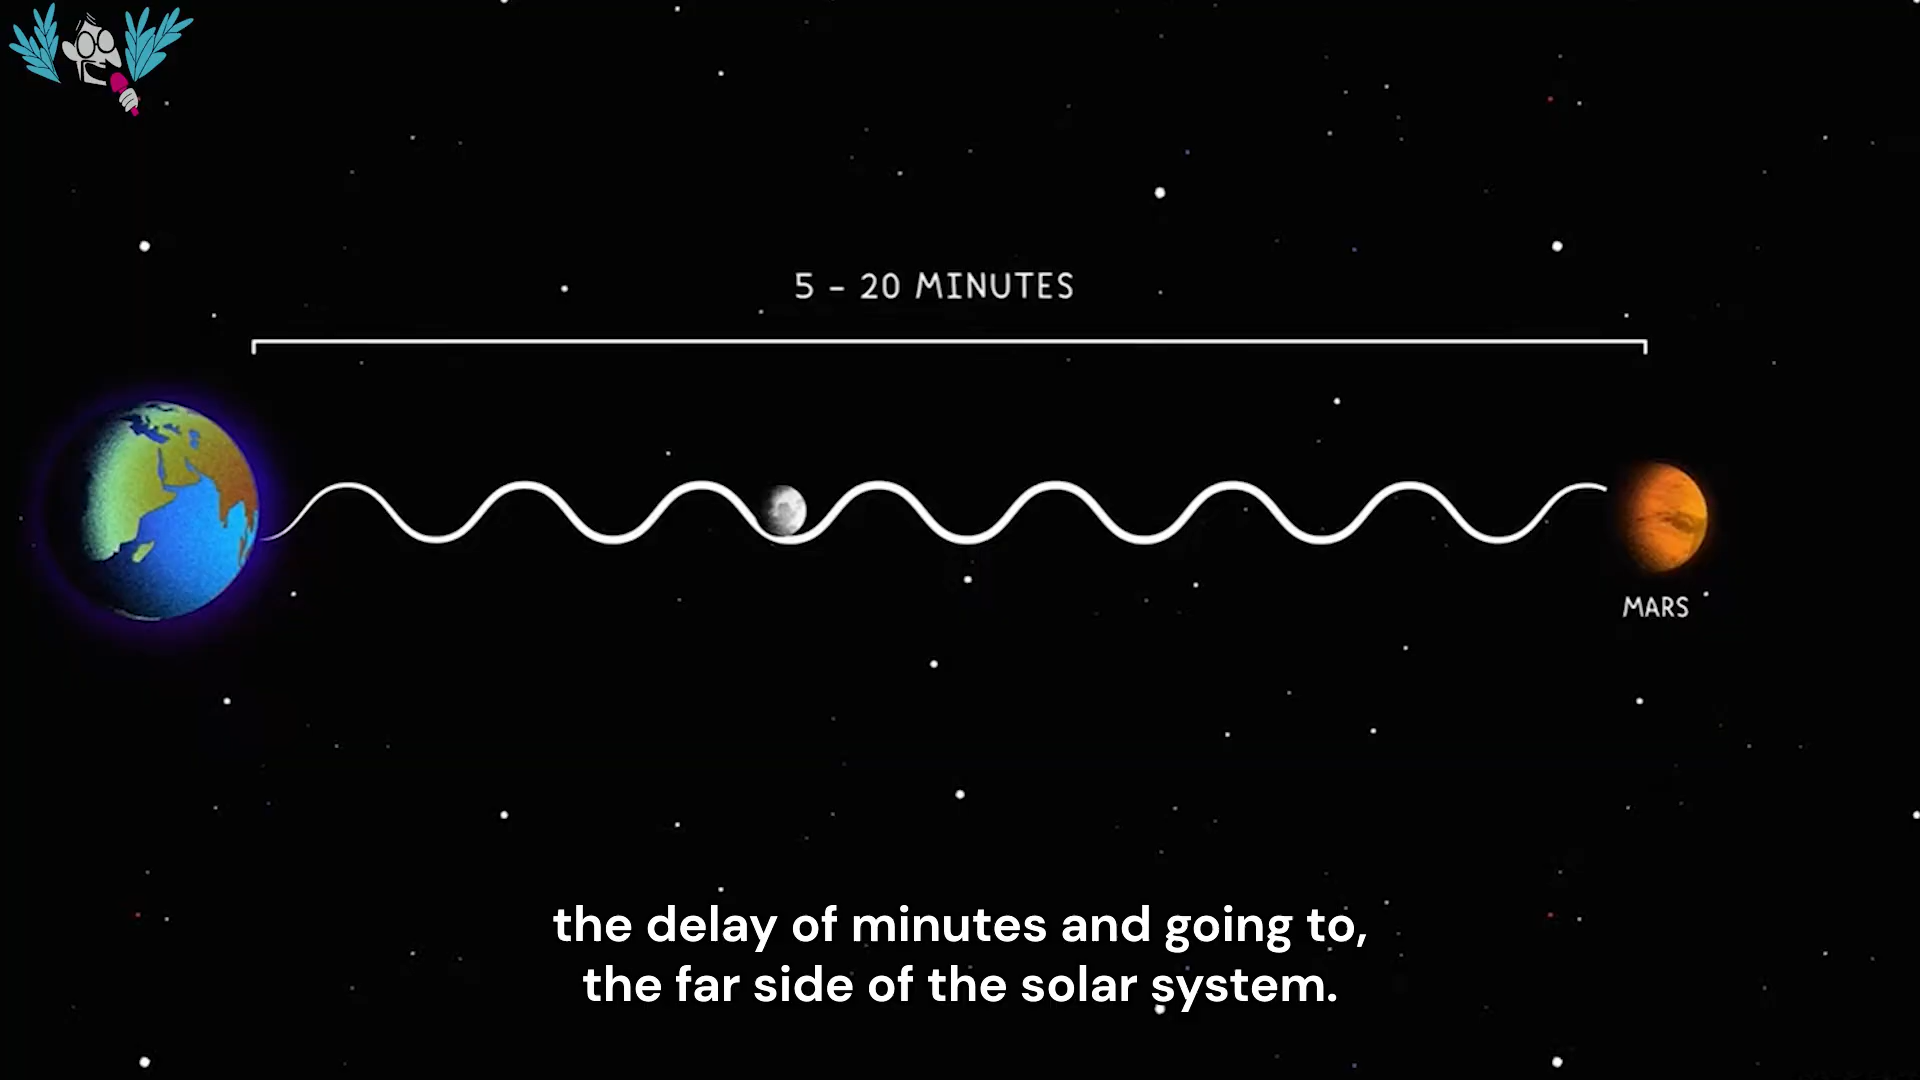 5 – 20 MINUTES
MARS
the delay of minutes and going to,
the far side of the solar system.